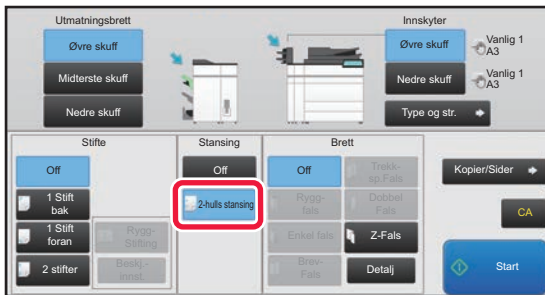 Utmatningsbrett
Innskyter
Øvre skuff
Midterste skuff
Nedre skuff
Øvre skuff
Vanlig 1
A3
Nedre skuff
Vanlig 1
A3
Type og str.
Stifte
Stansing
Brett
Off
1 Stift
bak
1 Stift
foran
2 stifter
Rygg-
Stifting
Beskj.-
innst.
Off
2-hulls stansing
Off
Trekk-
sp.Fals
Rygg-
fals
Dobbel
Fals
Enkel fals
Z-Fals
Brev-
Fals
Detalj
Kopier/Sider
CA
Start